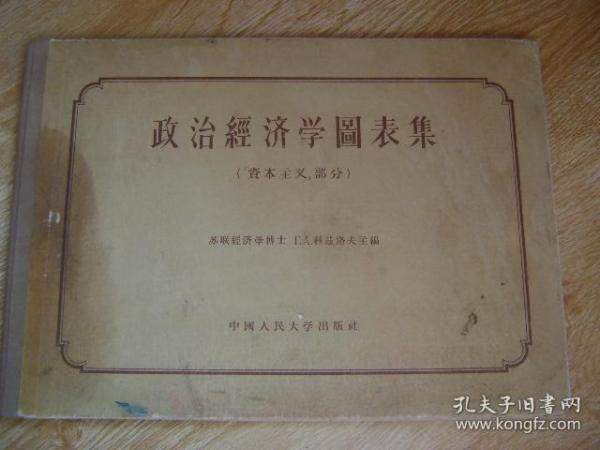 政治經济学圖表集
（「資本主义」部分）
苏联經济学博士 Г.А.科茲洛夫主編
中國人民大学出版社
孔夫子旧书网
www.kongfz.com